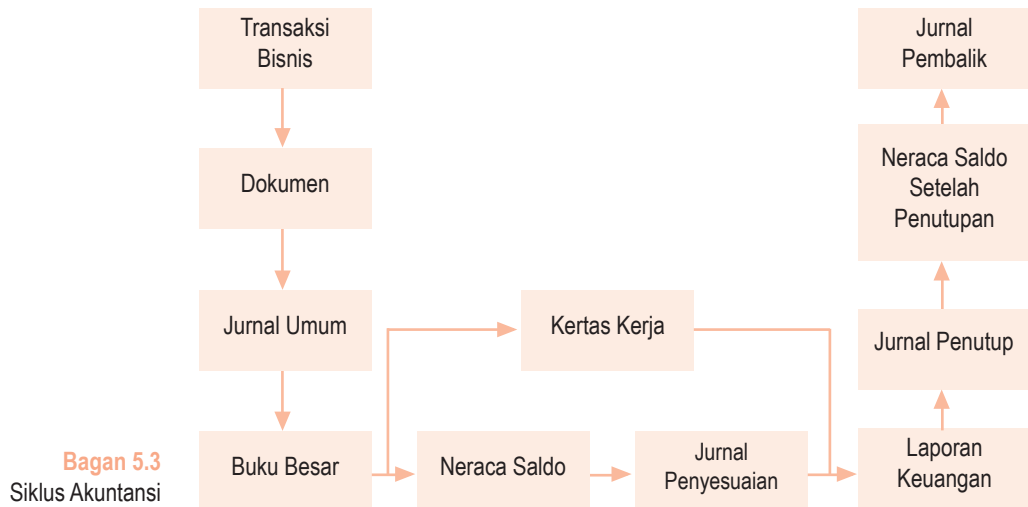 Transaksi
Bisnis
Dokumen
Jurnal Umum
Buku Besar
Neraca Saldo
Jurnal
Penyesuaian
Kertas Kerja
Laporan
Keuangan
Jurnal Penutup
Neraca Saldo
Setelah
Penutupan
Jurnal
Pembalik
Bagan 5.3
Siklus Akuntansi